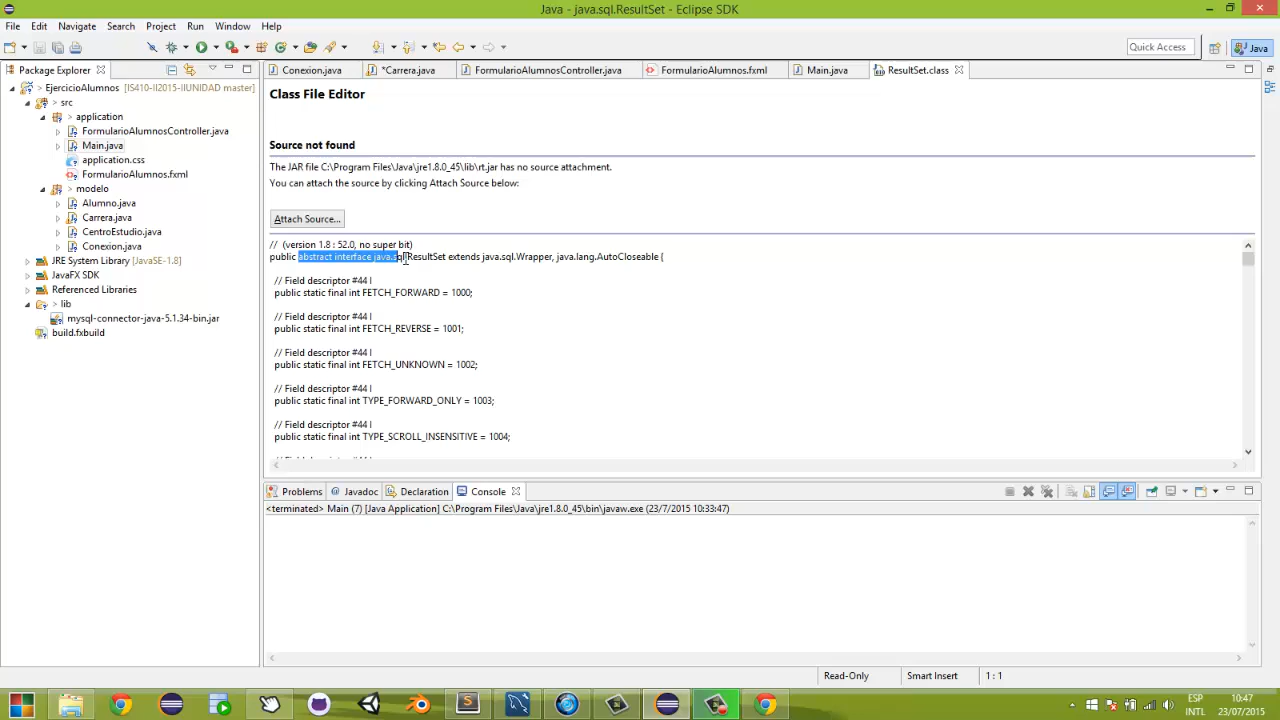 Java - java.sql.ResultSet - Eclipse SDK
File Edit Navigate Search Project Run Window Help
Quick Access
Java
Package Explorer
Conexion.java
*Carrera.java
FormularioAlumnosController.java
FormularioAlumnos.fxml
Main.java
ResultSet.class
> EjercicioAlumnos [IS410-II2015-IIUNIDAD master]
> src
> application
FormularioAlumnosController.java
Main.java
application.css
FormularioAlumnos.fxml
> modelo
Alumno.java
Carrera.java
CentroEstudio.java
Conexion.java
JRE System Library [JavaSE-1.8]
JavaFX SDK
Referenced Libraries
> lib
mysql-connector-java-5.1.34-bin.jar
build.fxbuild
Class File Editor
Source not found
The JAR file C:\Program Files\Java\jre1.8.0_45\lib\rt.jar has no source attachment.
You can attach the source by clicking Attach Source below:
Attach Source...
// (version 1.8 : 52.0, no super bit)
public abstract interface java.sql.ResultSet extends java.sql.Wrapper, java.lang.AutoCloseable {
// Field descriptor #44 I
public static final int FETCH_FORWARD = 1000;
// Field descriptor #44 I
public static final int FETCH_REVERSE = 1001;
// Field descriptor #44 I
public static final int FETCH_UNKNOWN = 1002;
// Field descriptor #44 I
public static final int TYPE_FORWARD_ONLY = 1003;
// Field descriptor #44 I
public static final int TYPE_SCROLL_INSENSITIVE = 1004;
Problems
Javadoc
Declaration
Console
<terminated> Main (7) [Java Application] C:\Program Files\Java\jre1.8.0_45\bin\javaw.exe (23/7/2015 10:33:47)
Read-Only
Smart Insert
1 : 1
ESP
INTL
10:47
23/07/2015